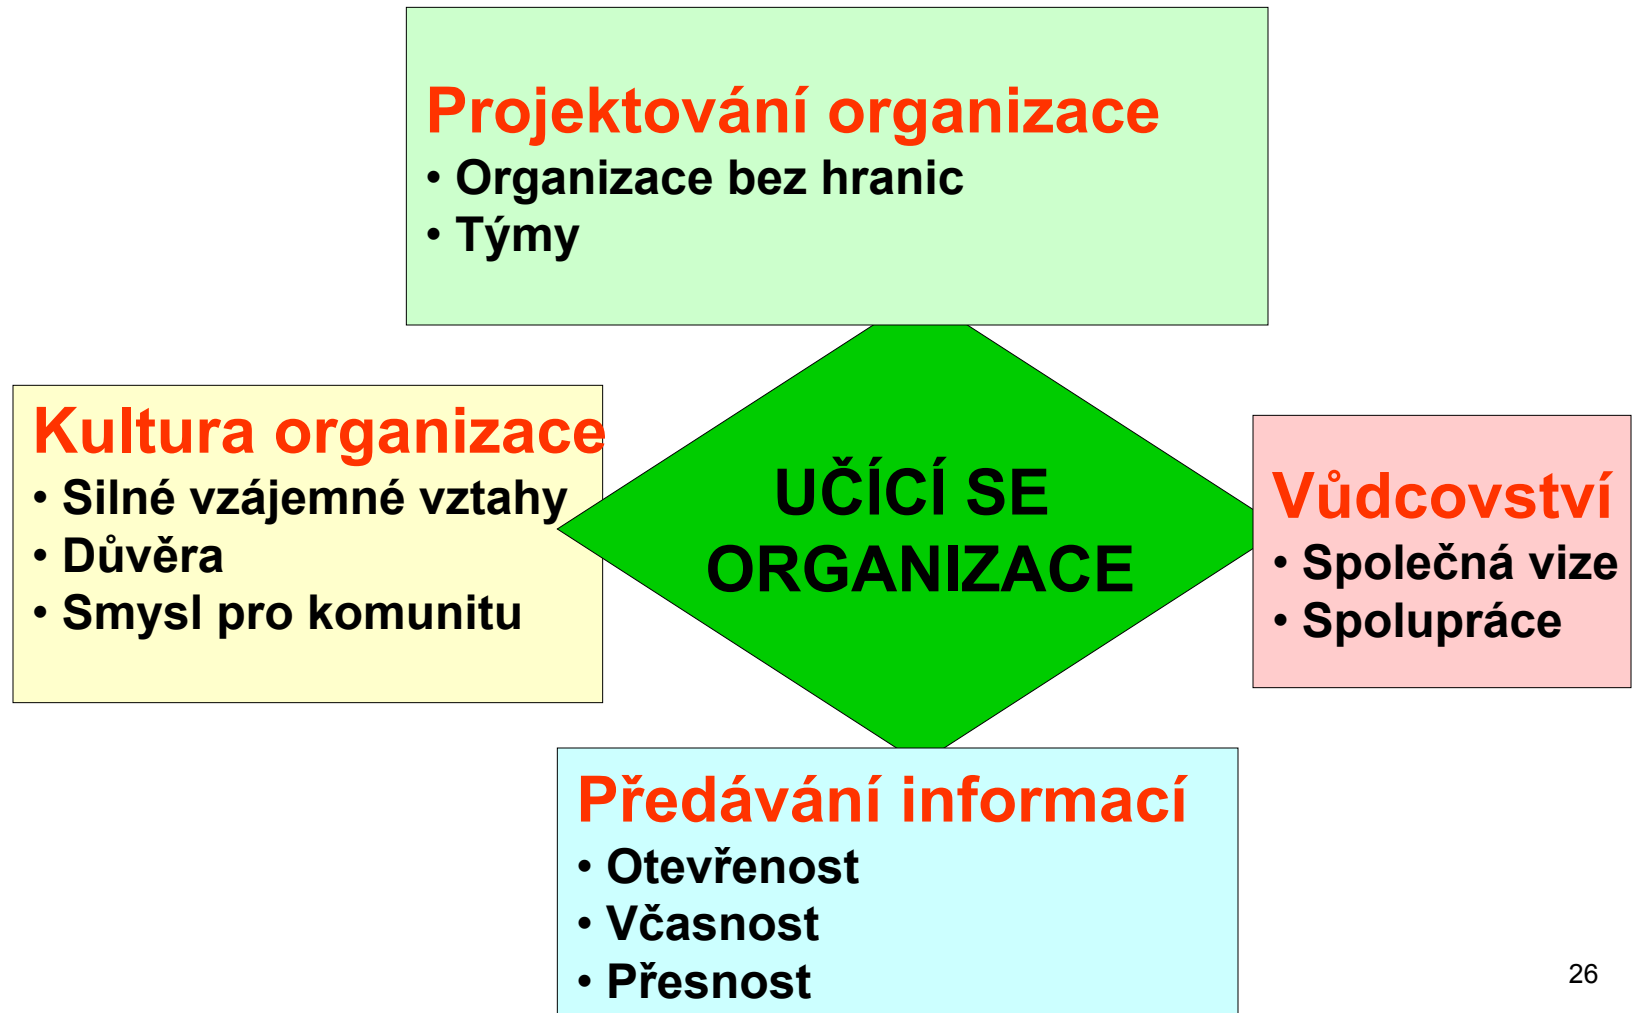 Projektování organizace
• Organizace bez hranic
• Týmy
Kultura organizace
• Silné vzájemné vztahy
• Důvěra
• Smysl pro komunitu
UČÍCÍ SE
ORGANIZACE
Vůdcovství
• Společná vize
• Spolupráce
Předávání informací
• Otevřenost
• Včasnost
• Přesnost
26